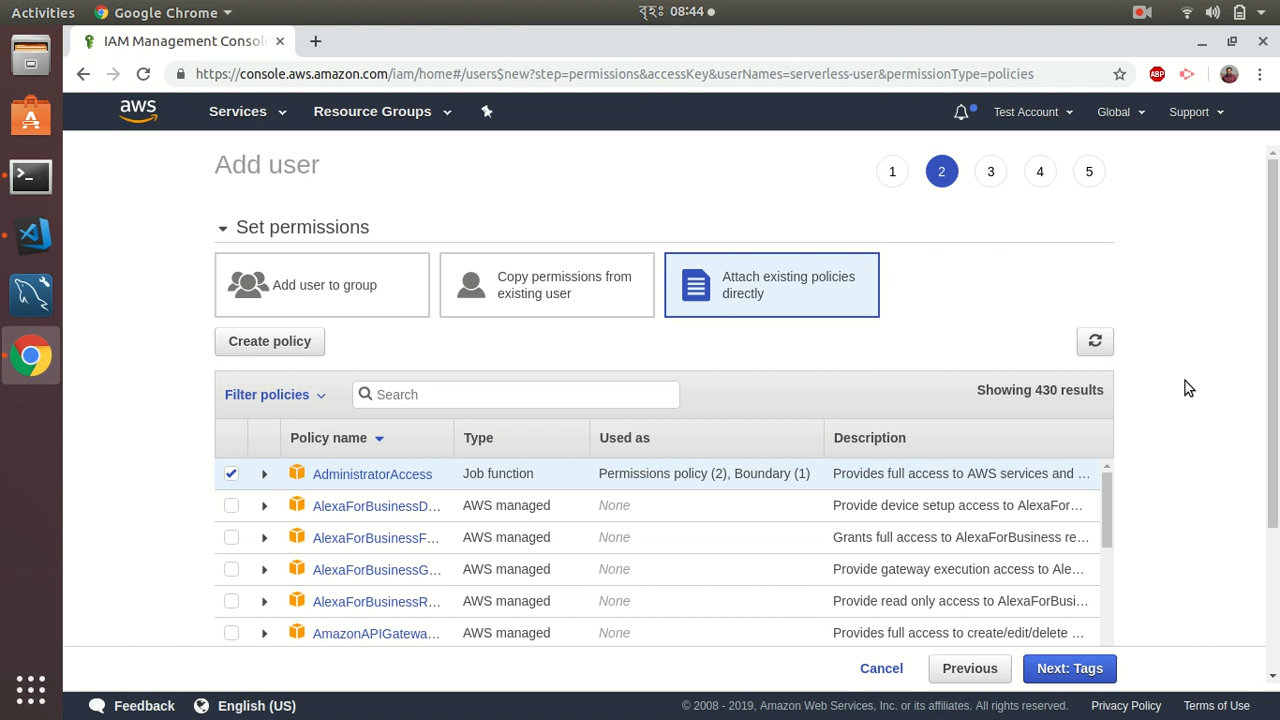 Activities
Google Chrome
বৃহঃ 08:44
IAM Management Consol
https://console.aws.amazon.com/iam/home#/users$new?step=permissions&accessKey&userNames=serverless-user&permissionType=policies
ABP
aws
Services
Resource Groups
Test Account
Global
Support
Add user
1
2
3
4
5
Set permissions
Add user to group
Copy permissions from
existing user
Attach existing policies
directly
Create policy
Filter policies
Search
Showing 430 results
Policy name
Type
Used as
Description
AdministratorAccess
Job function
Permissions policy (2), Boundary (1)
Provides full access to AWS services and ...
AlexaForBusinessD...
AWS managed
None
Provide device setup access to AlexaFor...
AlexaForBusinessF...
AWS managed
None
Grants full access to AlexaForBusiness re...
AlexaForBusinessG...
AWS managed
None
Provide gateway execution access to Ale...
AlexaForBusinessR...
AWS managed
None
Provide read only access to AlexaForBusi...
AmazonAPIGatewa...
AWS managed
None
Provides full access to create/edit/delete ...
Cancel
Previous
Next: Tags
Feedback
English (US)
© 2008 - 2019, Amazon Web Services, Inc. or its affiliates. All rights reserved.
Privacy Policy
Terms of Use